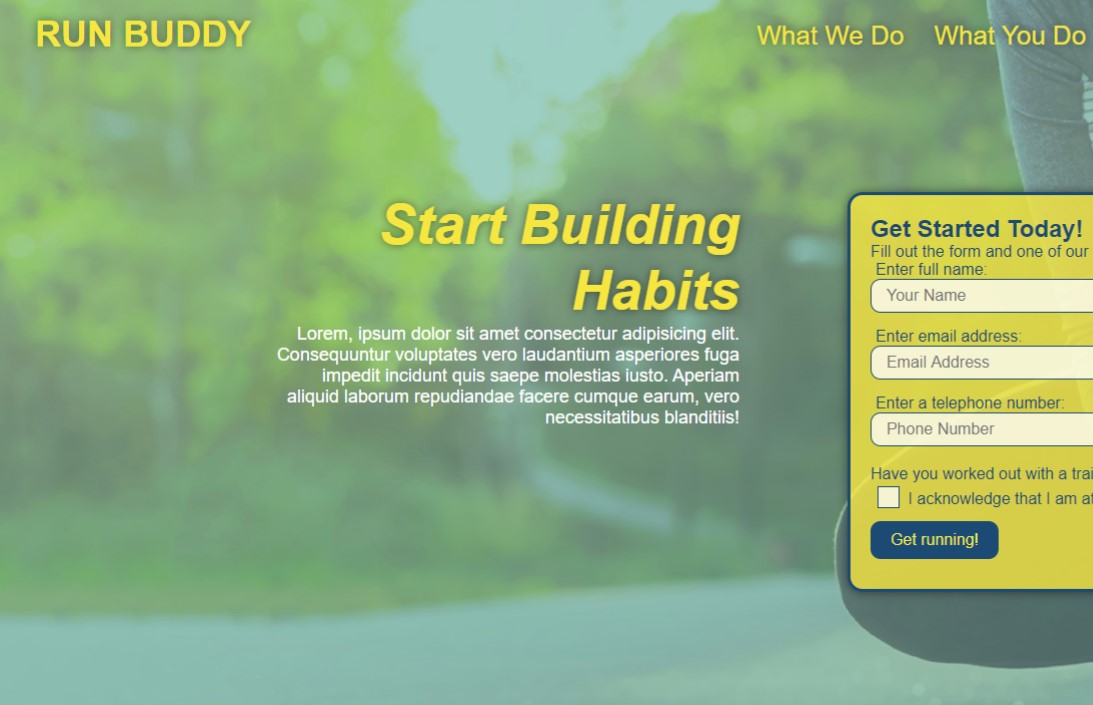 RUN BUDDY
What We Do What You Do
Start Building
Habits
Lorem, ipsum dolor sit amet consectetur adipisicing elit.
Consequuntur voluptates vero laudantium asperiores fuga
impedit incidunt quis saepe molestias iusto. Aperiam
aliquid laborum repudiandae facere cumque earum, vero
necessitatibus blanditiis!
Get Started Today!
Fill out the form and one of our
Enter full name:
Your Name
Enter email address:
Email Address
Enter a telephone number:
Phone Number
Have you worked out with a
I acknowledge that I am
Get running!